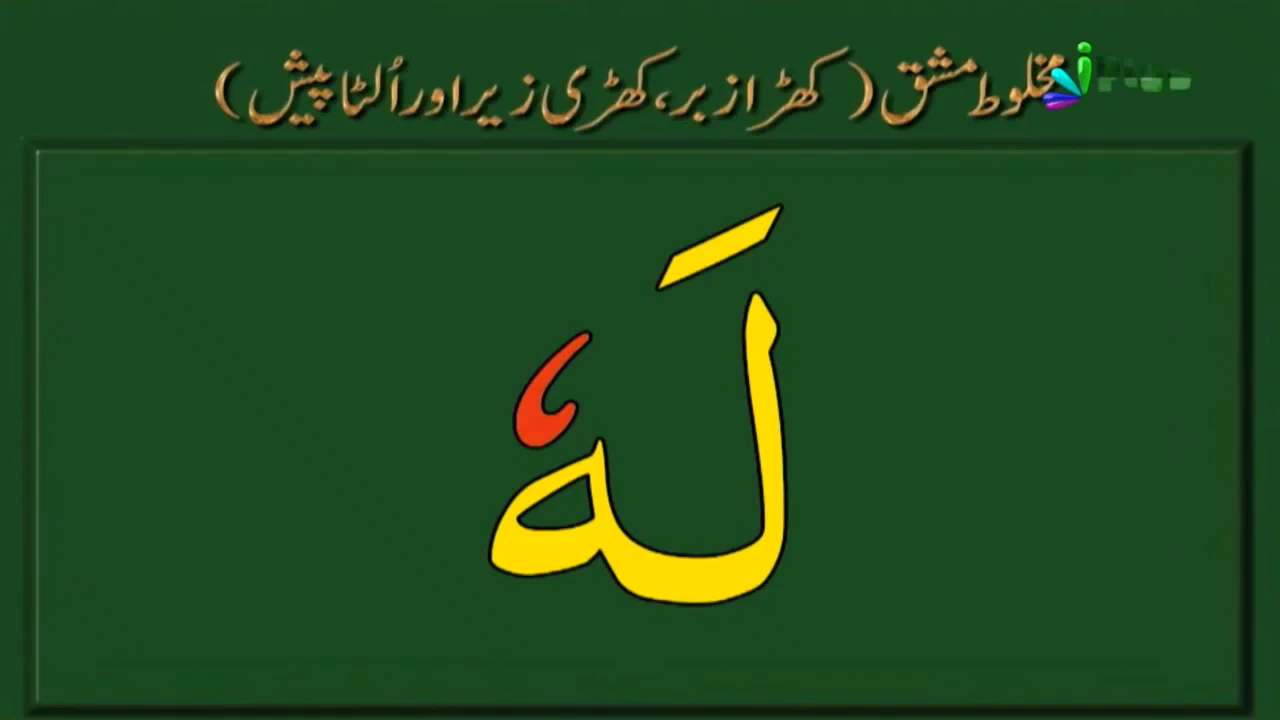 مخلوط مشق ( کھڑا زبر، کھڑی زیر اور اُلٹا پیش )
لَهٗ